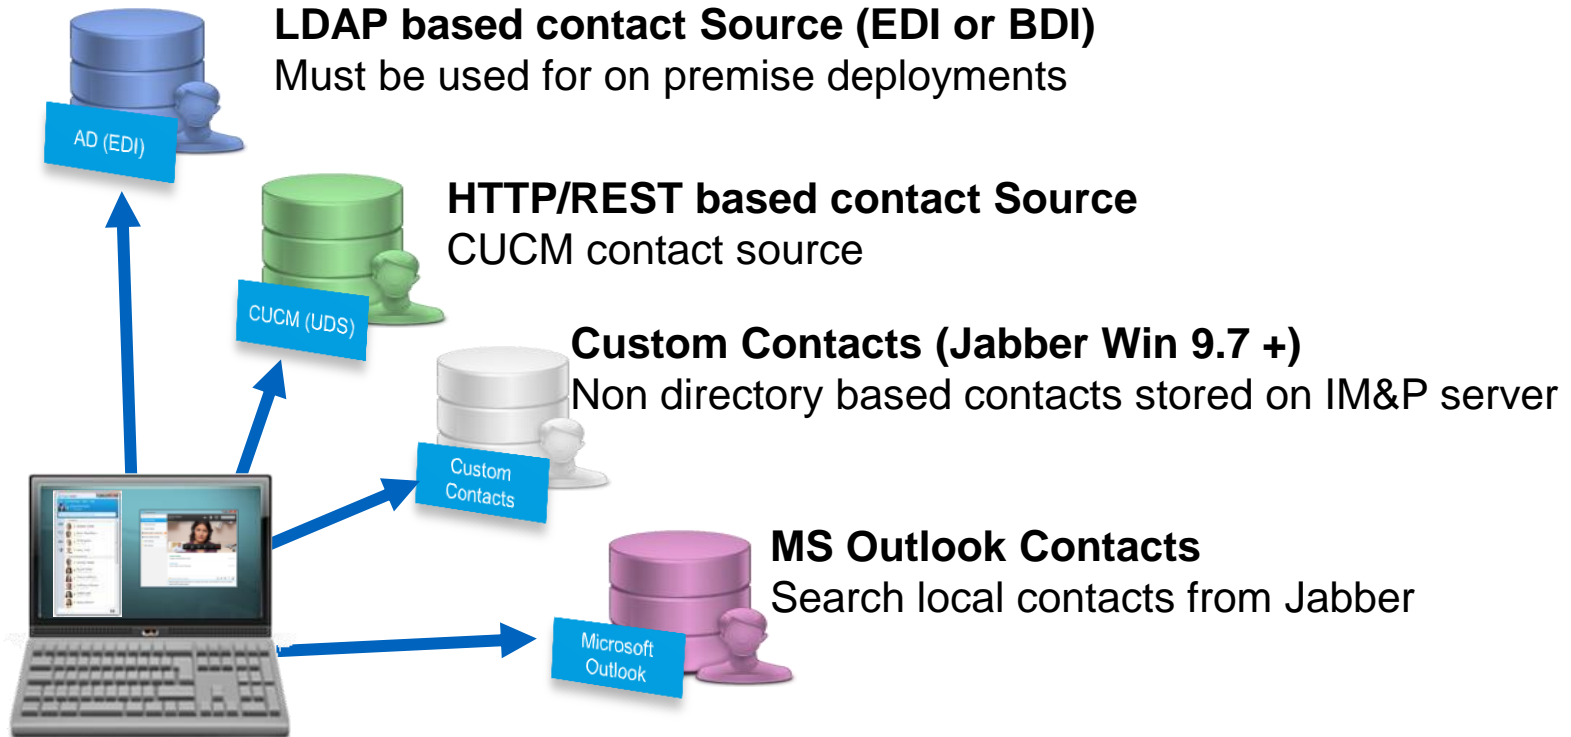 LDAP based contact Source (EDI or BDI)
Must be used for on premise deployments
AD (EDI)
HTTP/REST based contact Source
CUCM contact source
CUCM (UDS)
Custom Contacts (Jabber Win 9.7 +)
Non directory based contacts stored on IM&P server
Custom
Contacts
MS Outlook Contacts
Search local contacts from Jabber
Microsoft
Outlook